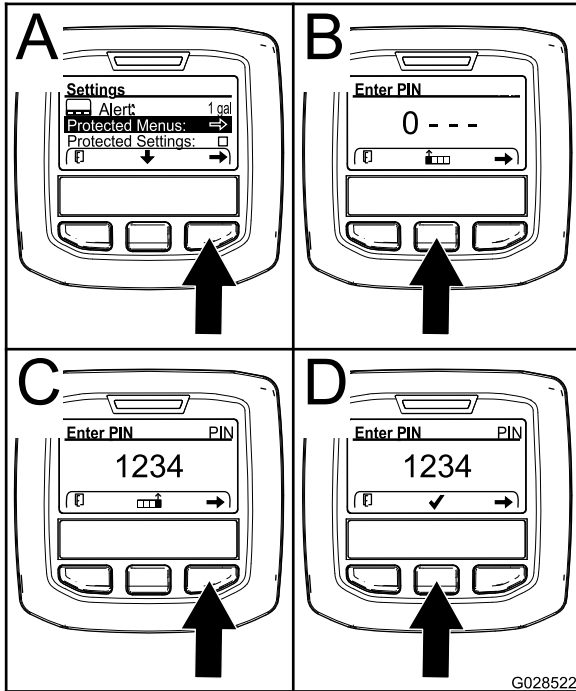 A
Settings
Alert: 1 gal
Protected Menus:
Protected Settings:
B
Enter PIN
0 - - -
C
Enter PIN PIN
1234
D
Enter PIN PIN
1234
G028522